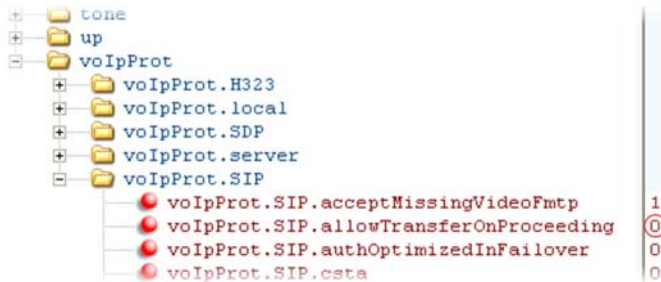 tone
up
voIpProt
voIpProt.H323
voIpProt.local
voIpProt.SDP
voIpProt.server
voIpProt.SIP
voIpProt.SIP.acceptMissingVideoFmtp 1
voIpProt.SIP.allowTransferOnProceeding 0
voIpProt.SIP.authOptimizedInFailover 0
voIpProt.SIP.csta 0